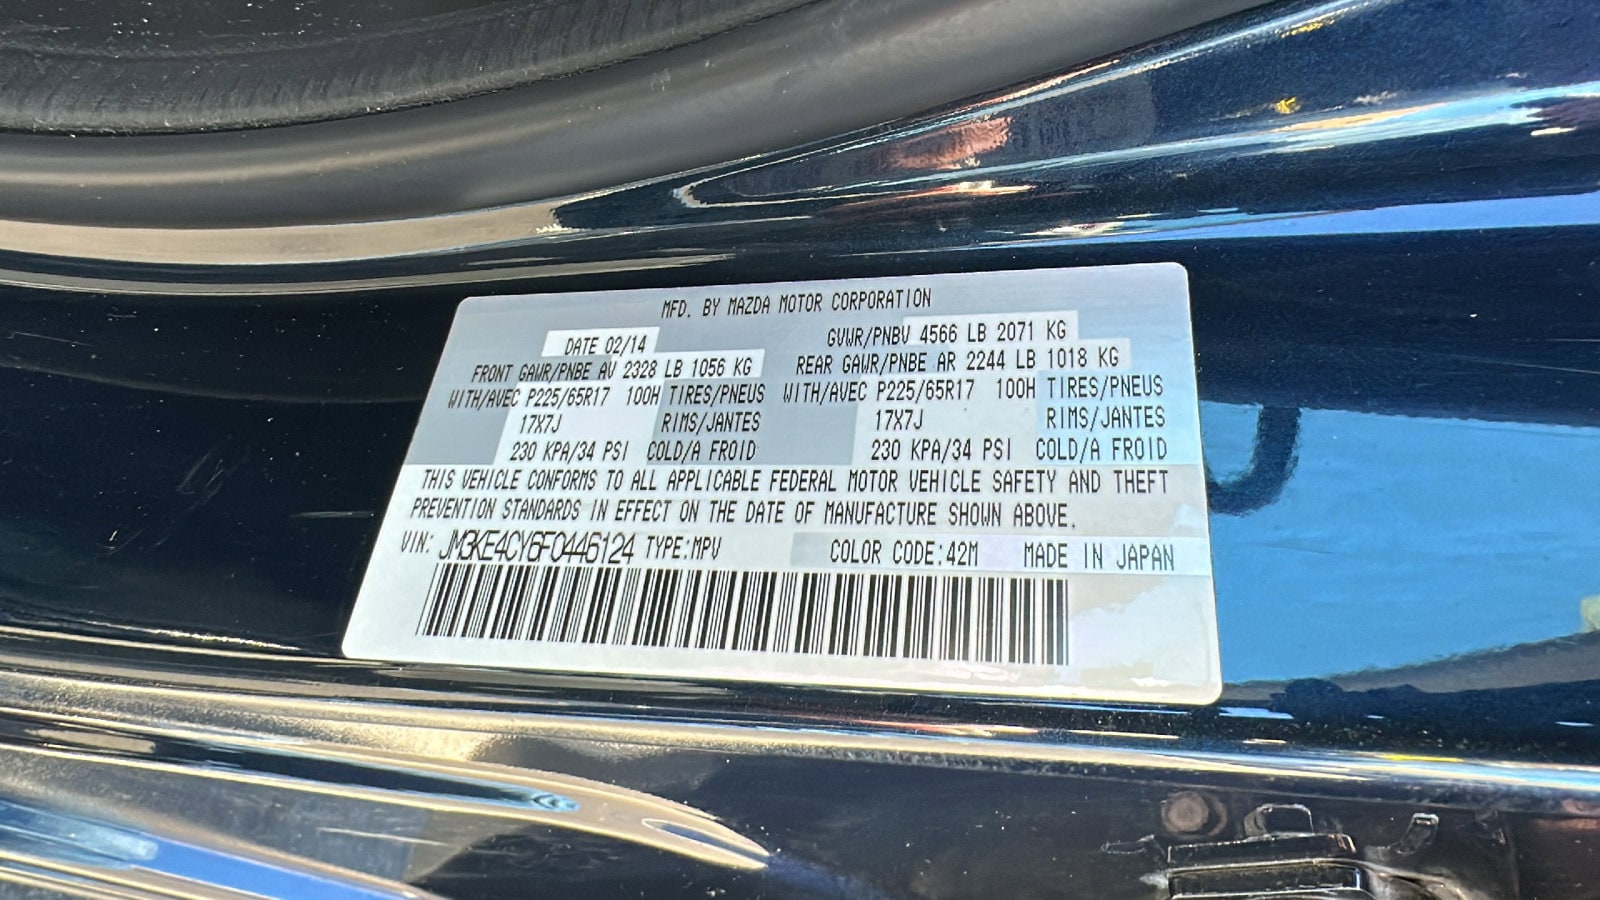 MFD. BY MAZDA MOTOR CORPORATION
DATE 02/14 GVWR/PNBV 4566 LB 2071 KG
FRONT GAWR/PNBE AV 2328 LB 1056 KG REAR GAWR/PNBE AR 2244 LB 1018 KG
WITH/AVEC P225/65R17 100H TIRES/PNEUS WITH/AVEC P225/65R17 100H TIRES/PNEUS
17X7J RIMS/JANTES 17X7J RIMS/JANTES
230 KPA/34 PSI COLD/A FROID 230 KPA/34 PSI COLD/A FROID
THIS VEHICLE CONFORMS TO ALL APPLICABLE FEDERAL MOTOR VEHICLE SAFETY AND THEFT
PREVENTION STANDARDS IN EFFECT ON THE DATE OF MANUFACTURE SHOWN ABOVE.
VIN: JM3KE4CY6F0446124 TYPE:MPV COLOR CODE:42M MADE IN JAPAN